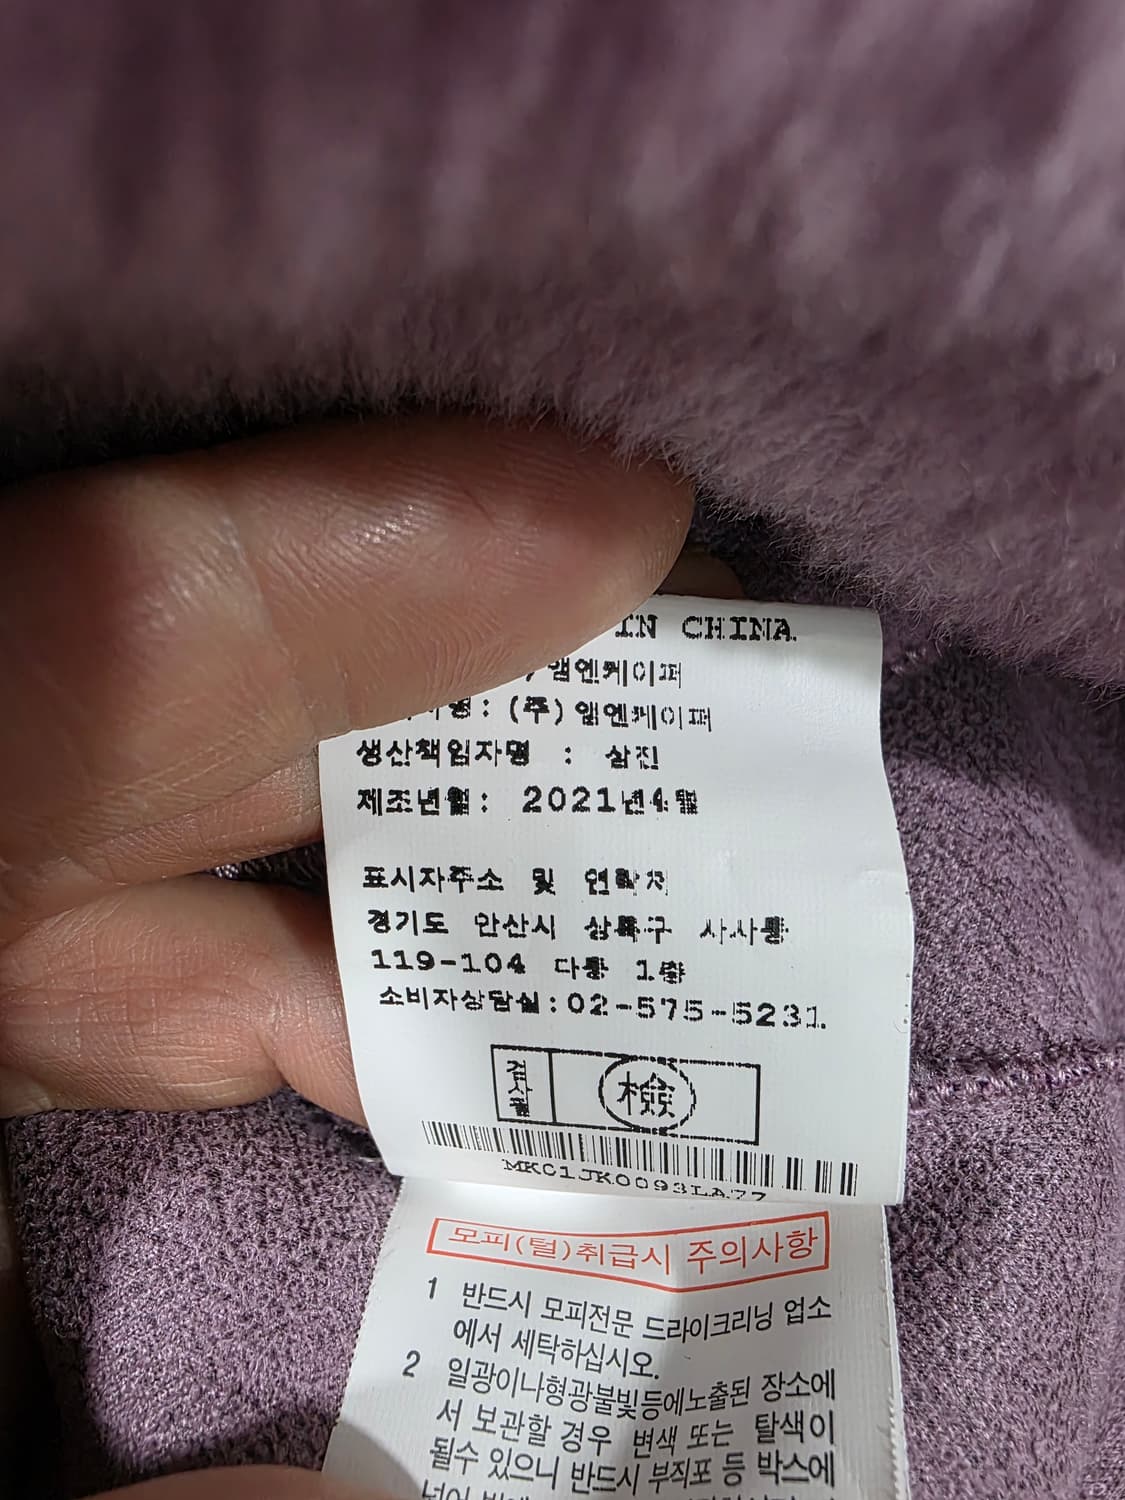 IN CHINA
앰엔케이퍼
(주)앰엔케이퍼
생산책임자명 : 삼진
제조년월: 2021년4월
표시자주소 및 연락처
경기도 안산시 상록구 사사동
119-104 다동 1층
소비자상담실:02-575-5231
검사필
檢
MKC1JK0093LA77
모피(털)취급시 주의사항
1 반드시 모피전문 드라이크리닝 업소
에서 세탁하십시오.
2 일광이나형광불빛등에노출된 장소에
서 보관할 경우 변색 또는 탈색이
될수 있으니 반드시 부직포 등 박스에